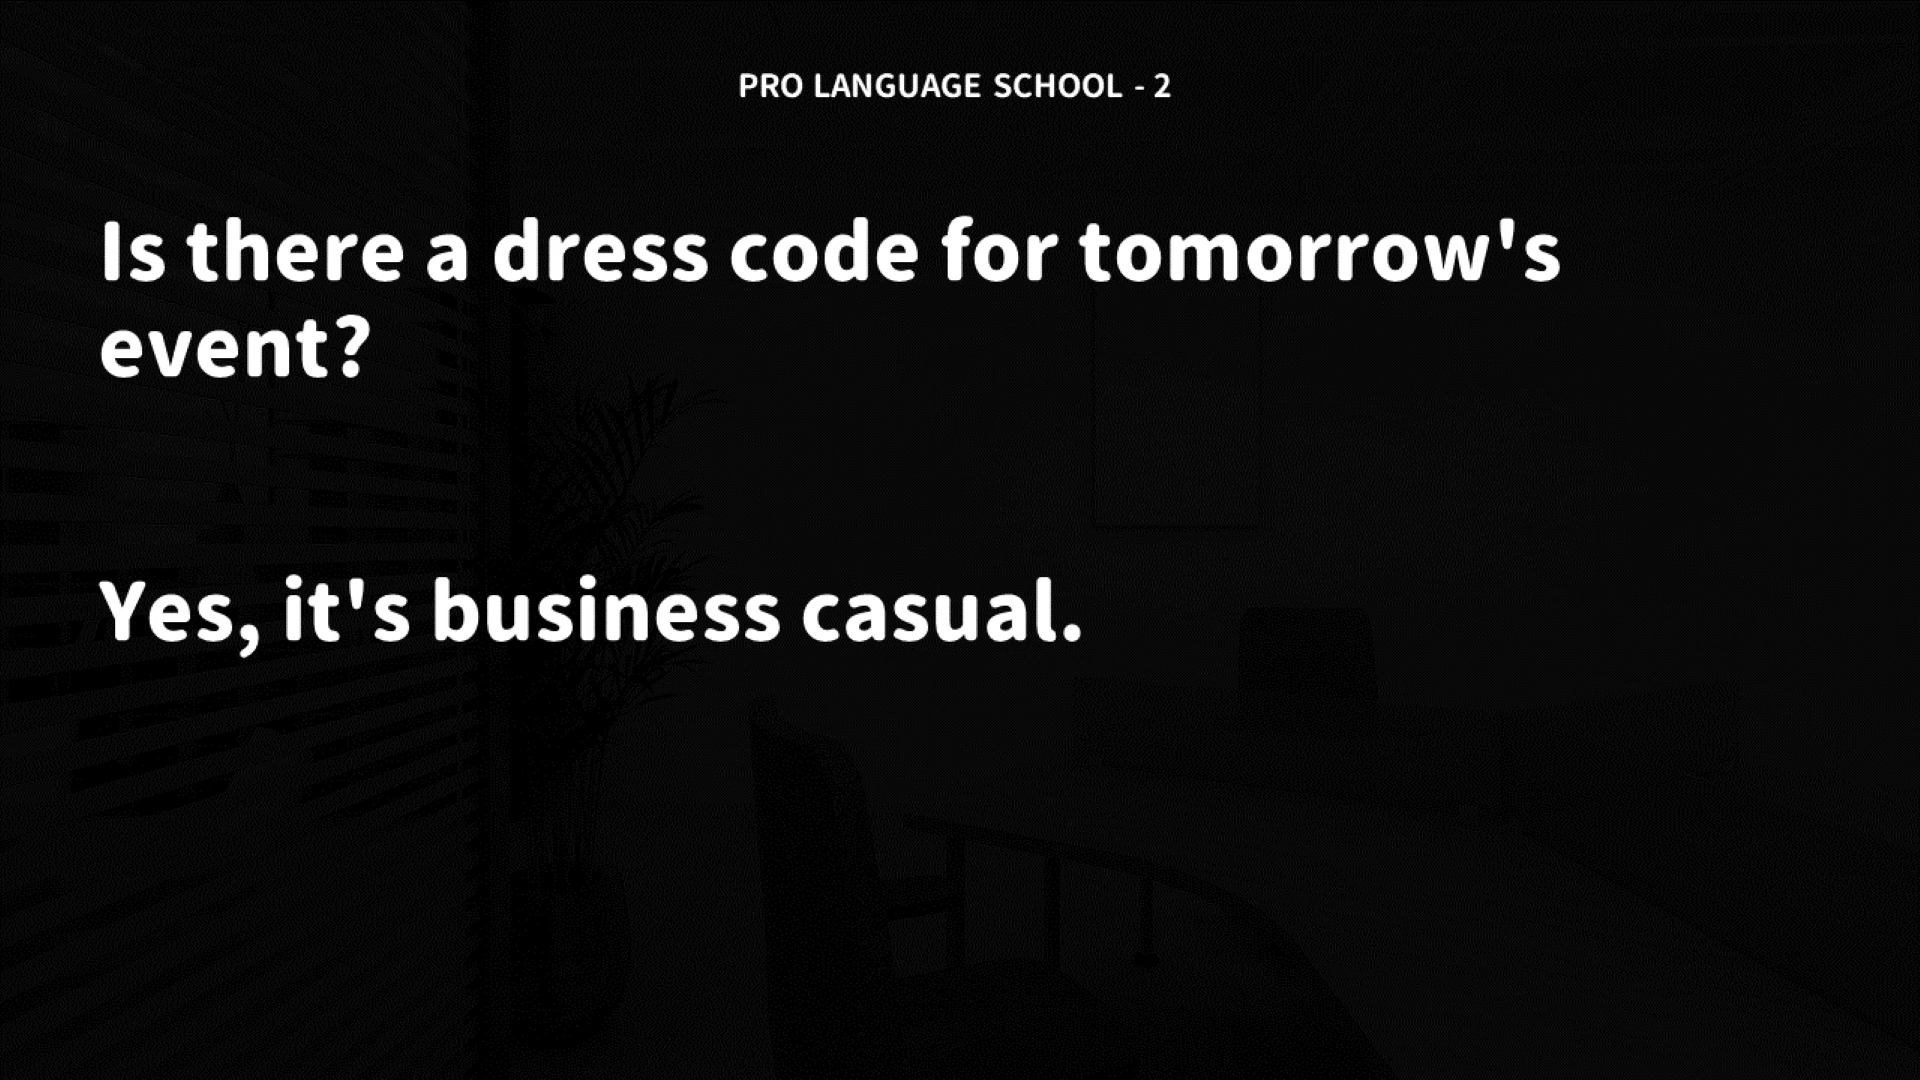 PRO LANGUAGE SCHOOL - 2
Is there a dress code for tomorrow's
event?
Yes, it's business casual.